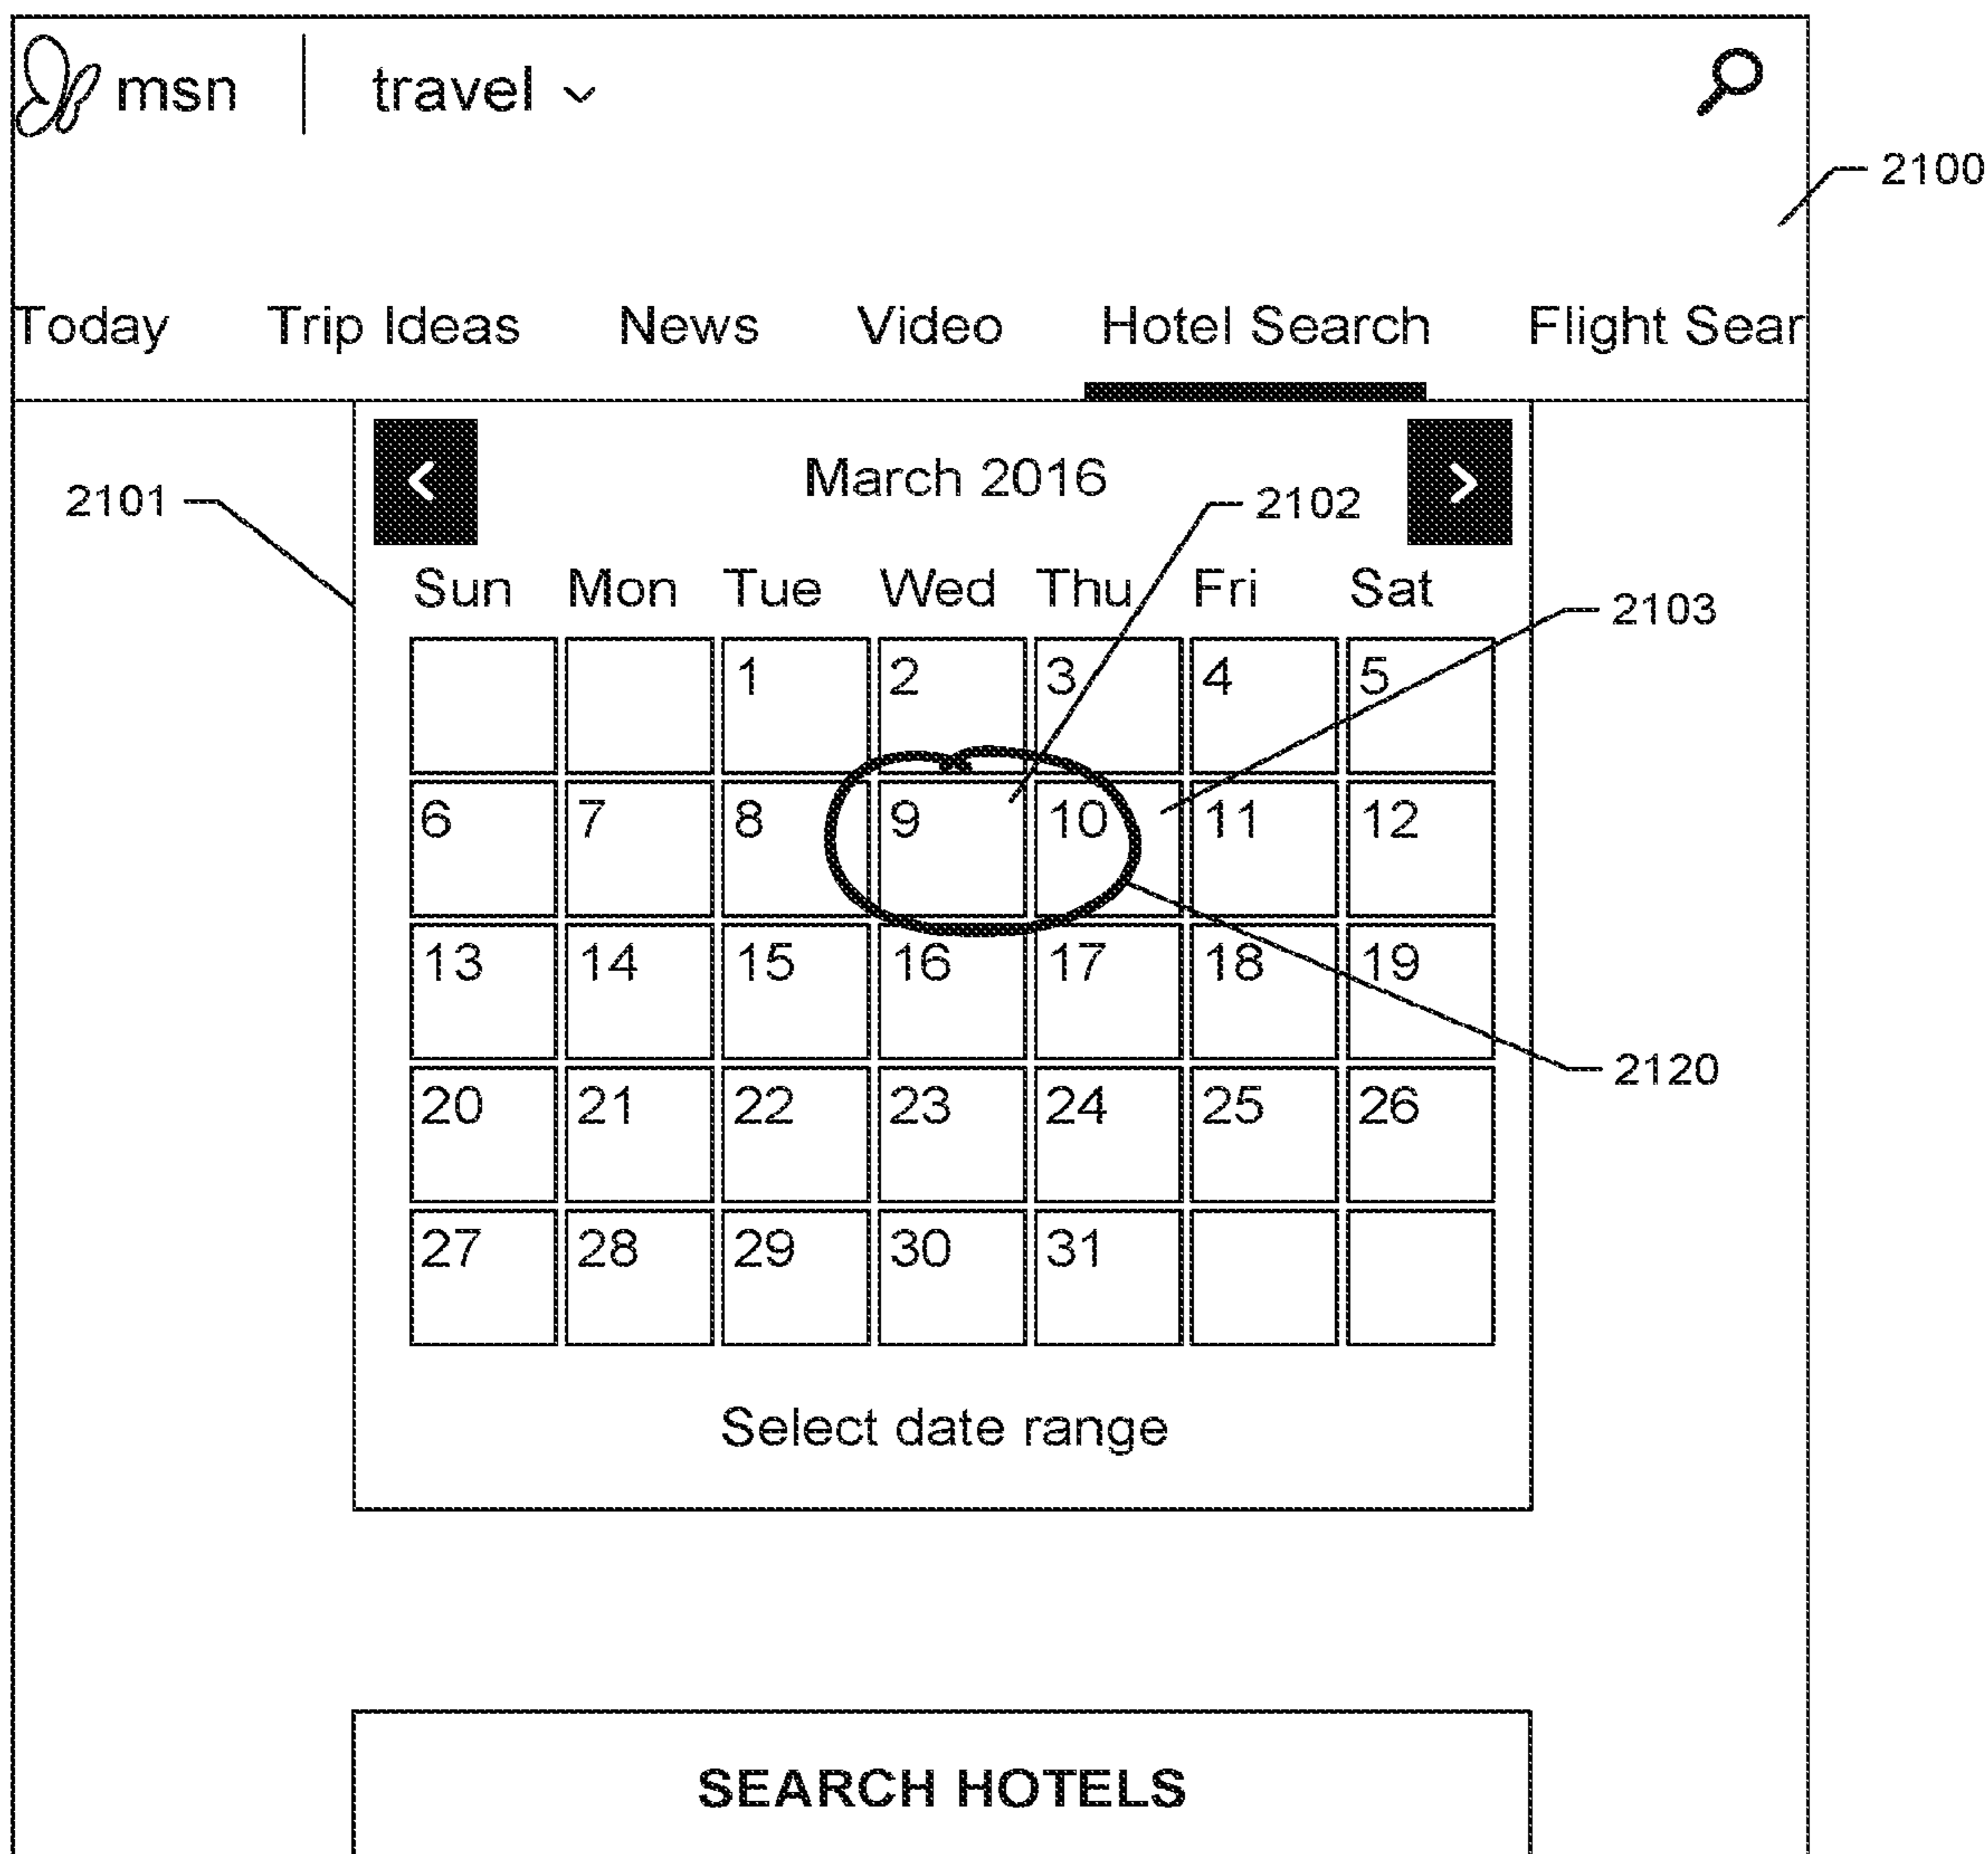 msn | travel
2100
Today Trip Ideas News Video Hotel Search Flight Sear
< March 2016 >
2101 2102
Sun Mon Tue Wed Thu Fri Sat
2103
1 2 3 4 5
6 7 8 9 10 11 12
13 14 15 16 17 18 19
2120
20 21 22 23 24 25 26
27 28 29 30 31
Select date range
SEARCH HOTELS